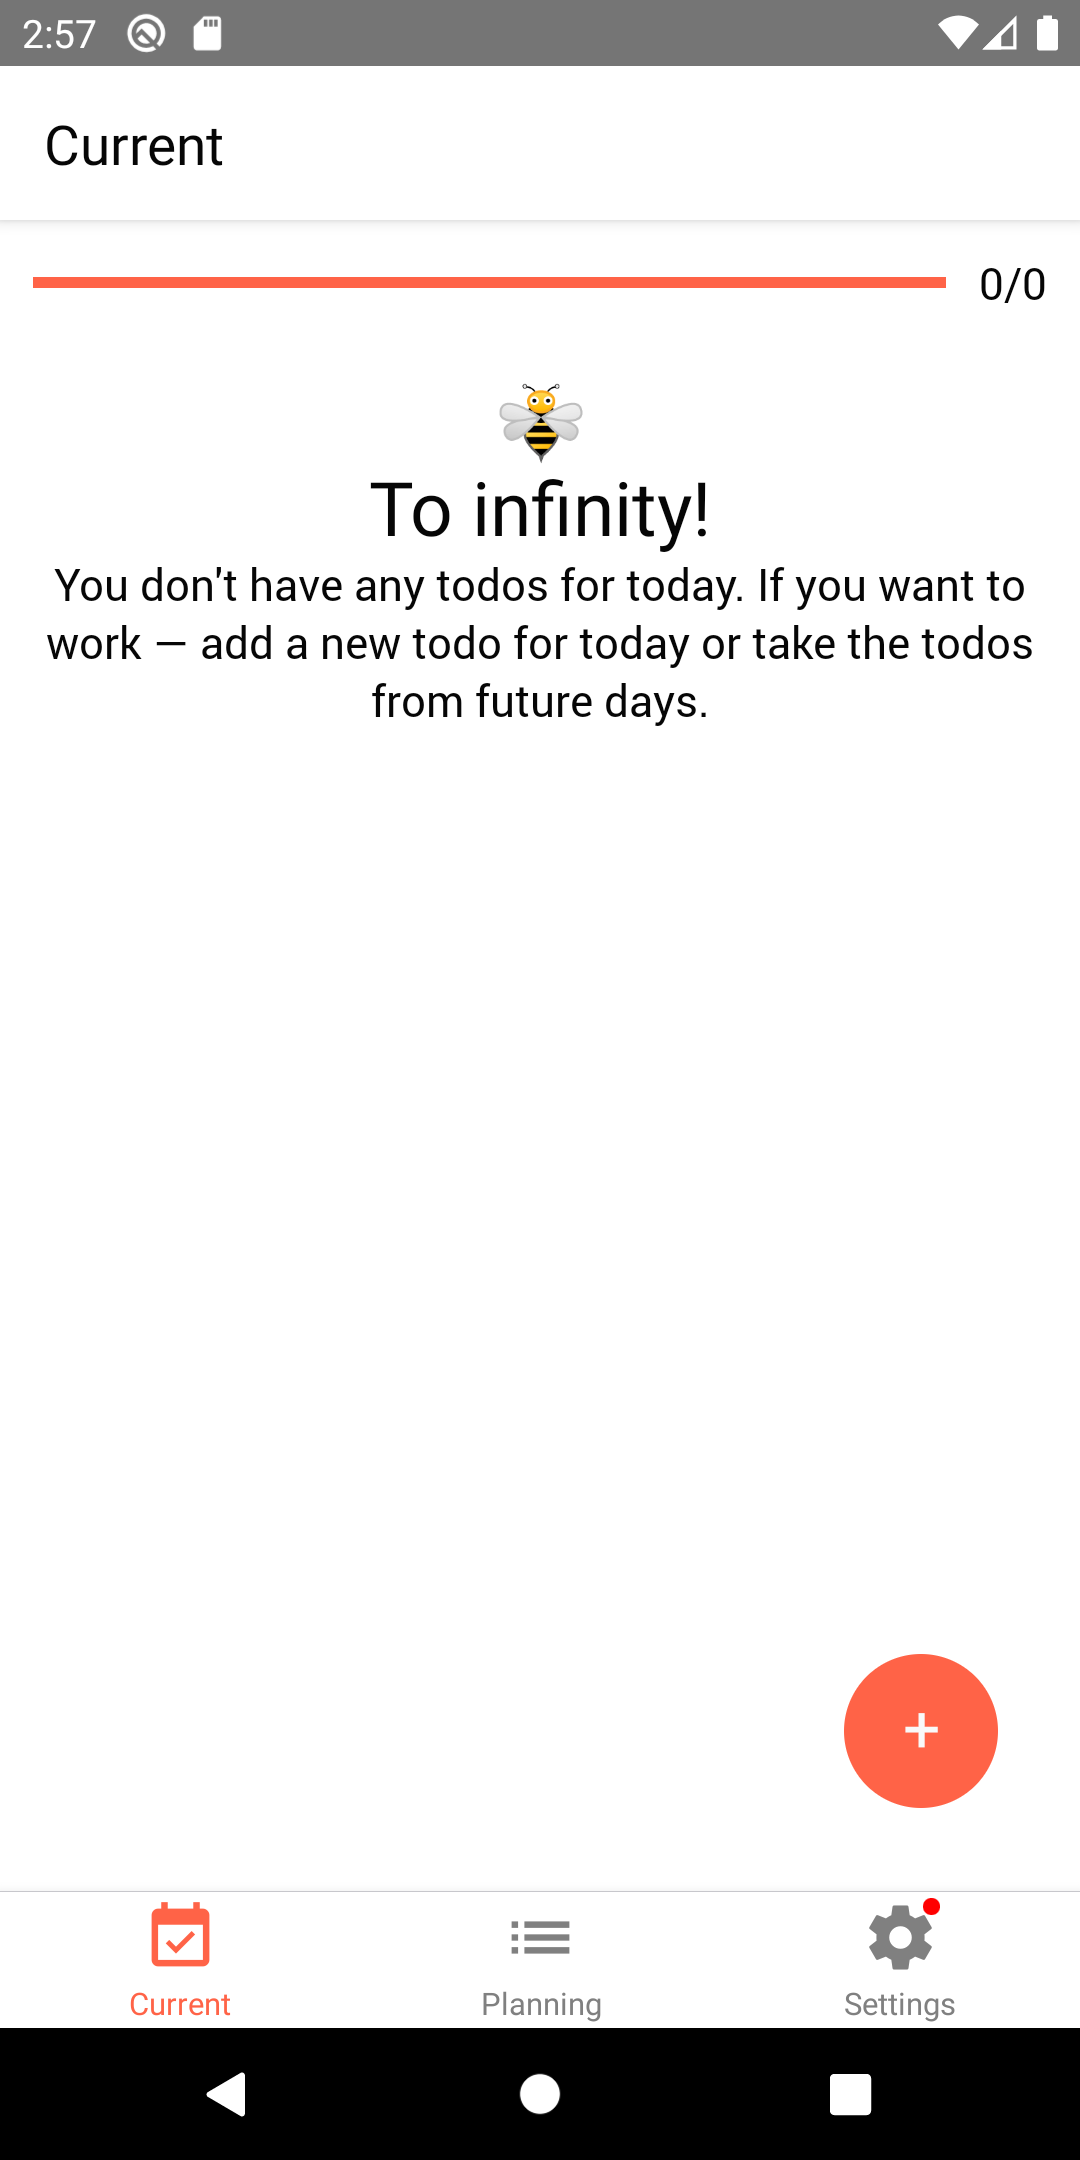 2:57
Current
0/0
To infinity!
You don't have any todos for today. If you want to
work — add a new todo for today or take the todos
from future days.
+
Current
Planning
Settings